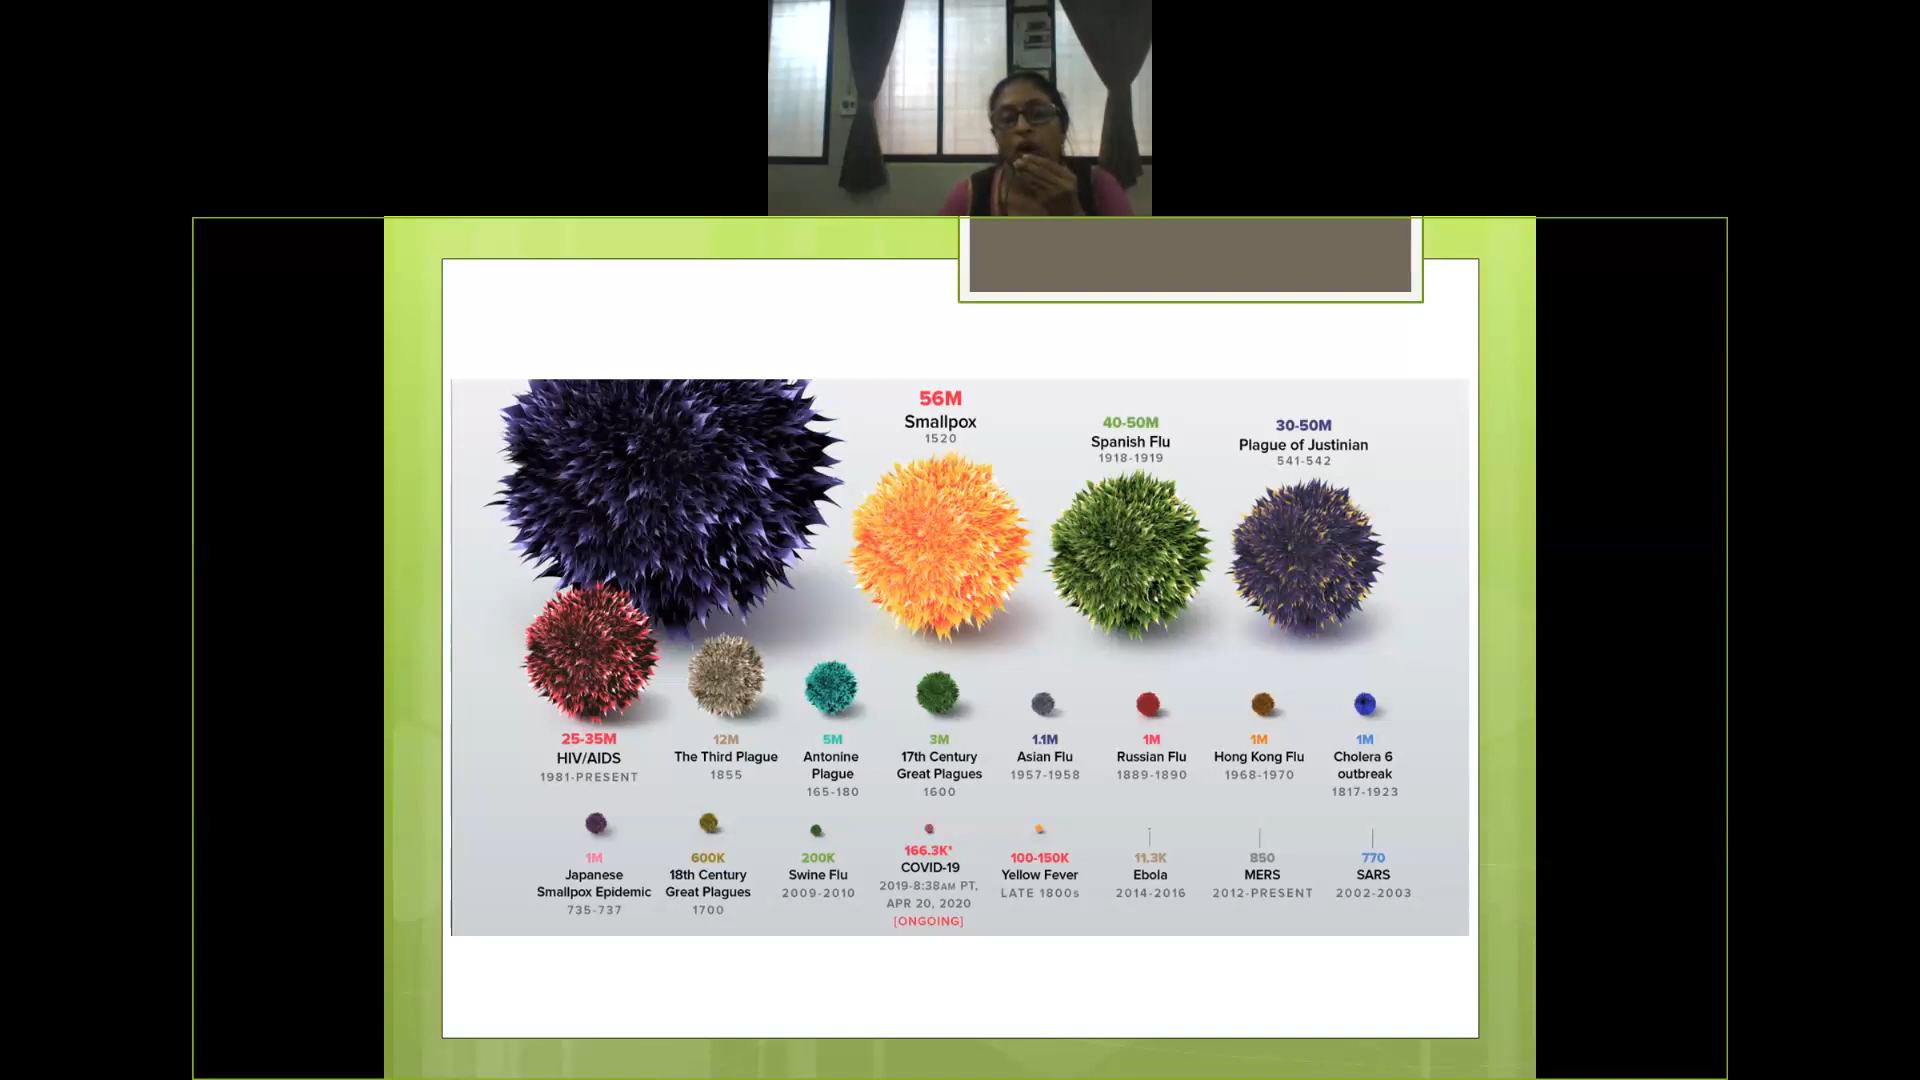 56M
Smallpox
1520
40-50M
Spanish Flu
1918-1919
30-50M
Plague of Justinian
541-542
25-35M
HIV/AIDS
1981-PRESENT
12M
The Third Plague
1855
5M
Antonine
Plague
165-180
3M
17th Century
Great Plagues
1600
1.1M
Asian Flu
1957-1958
1M
Russian Flu
1889-1890
1M
Hong Kong Flu
1968-1970
1M
Cholera 6
outbreak
1817-1923
1M
Japanese
Smallpox Epidemic
735-737
600K
18th Century
Great Plagues
1700
200K
Swine Flu
2009-2010
166.3K*
COVID-19
2019-8:38AM PT,
APR 20, 2020
[ONGOING]
100-150K
Yellow Fever
LATE 1800s
11.3K
Ebola
2014-2016
850
MERS
2012-PRESENT
770
SARS
2002-2003